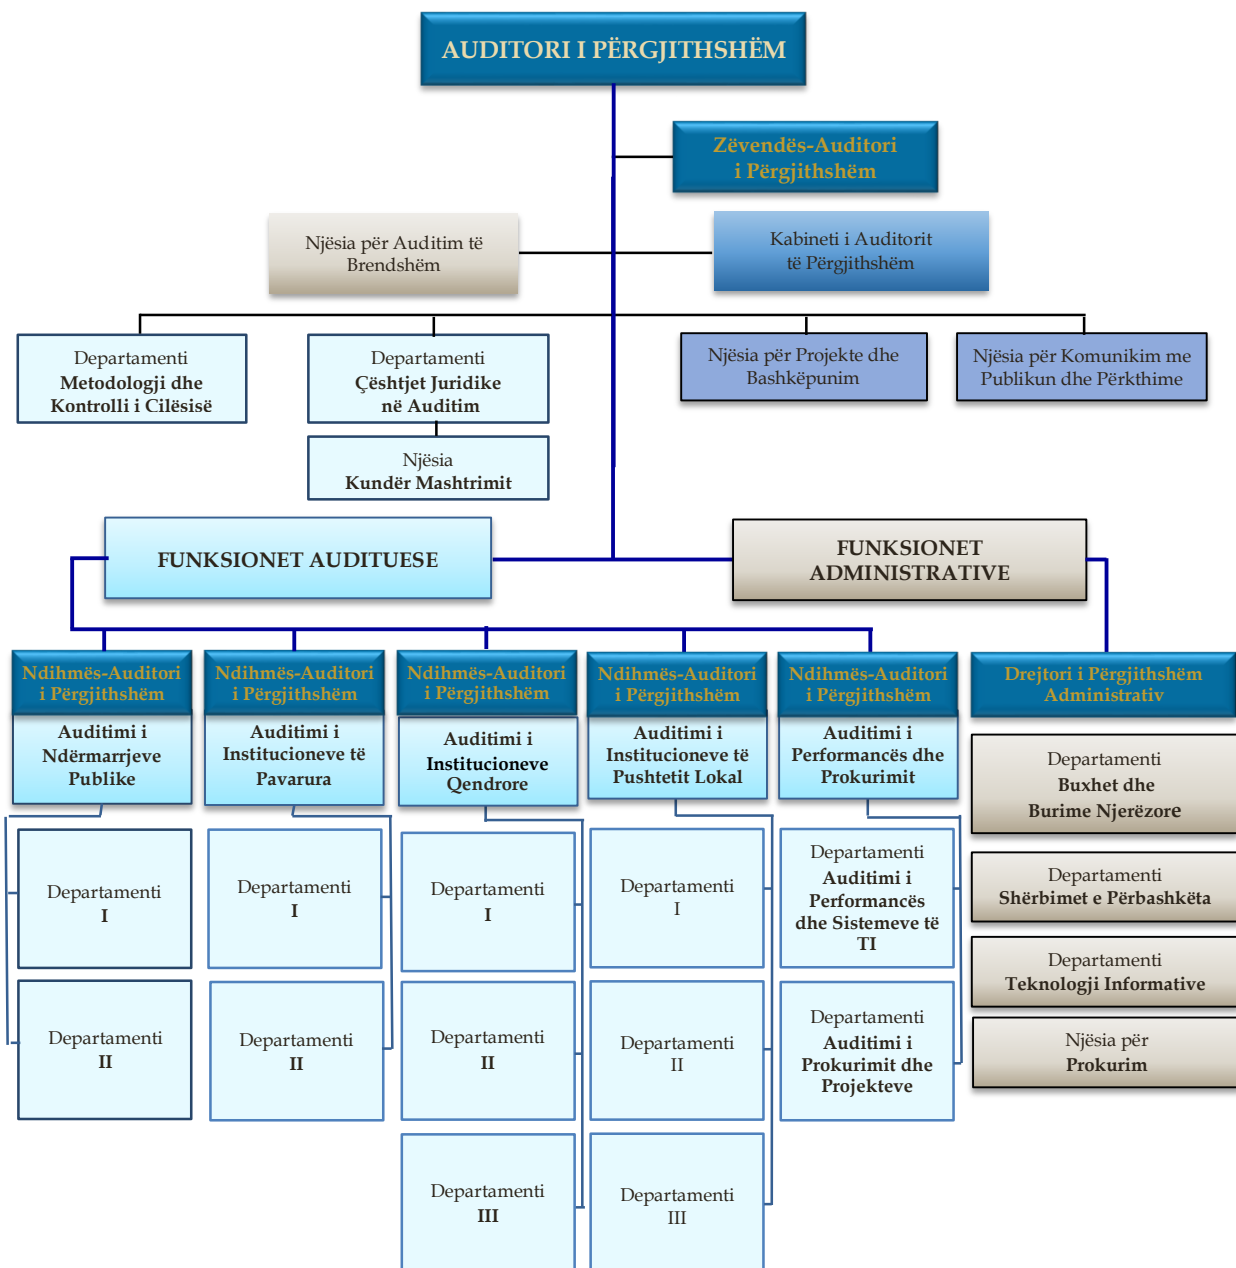 AUDITORI I PËRGJITHSHËM
Zëvendës-Auditori
i Përgjithshëm
Njësia për Auditim të
Brendshëm
Kabineti i Auditorit
të Përgjithshëm
Departamenti
Metodologji dhe
Kontrolli i Cilësisë
Departamenti
Çështjet Juridike
në Auditim
Njësia për Projekte dhe
Bashkëpunim
Njësia për Komunikim me
Publikun dhe Përkthime
Njësia
Kundër Mashtrimit
FUNKSIONET AUDITUESE
FUNKSIONET
ADMINISTRATIVE
Ndihmës-Auditori
i Përgjithshëm
Auditimi i
Ndërmarrjeve
Publike
Departamenti
I
Departamenti
II
Ndihmës-Auditori
i Përgjithshëm
Auditimi i
Institucioneve të
Pavarura
Departamenti
I
Departamenti
II
Ndihmës-Auditori
i Përgjithshëm
Auditimi i
Institucioneve
Qendrore
Departamenti
I
Departamenti
II
Departamenti
III
Ndihmës-Auditori
i Përgjithshëm
Auditimi i
Institucioneve të
Pushtetit Lokal
Departamenti
I
Departamenti
II
Departamenti
III
Ndihmës-Auditori
i Përgjithshëm
Auditimi i
Performancës dhe
Prokurimit
Departamenti
Auditimi i
Performancës
dhe Sistemeve të
TI
Departamenti
Auditimi i
Prokurimit dhe
Projekteve
Drejtori i Përgjithshëm
Administrativ
Departamenti
Buxhet dhe
Burime Njerëzore
Departamenti
Shërbimet e Përbashkëta
Departamenti
Teknologji Informative
Njësia për
Prokurim